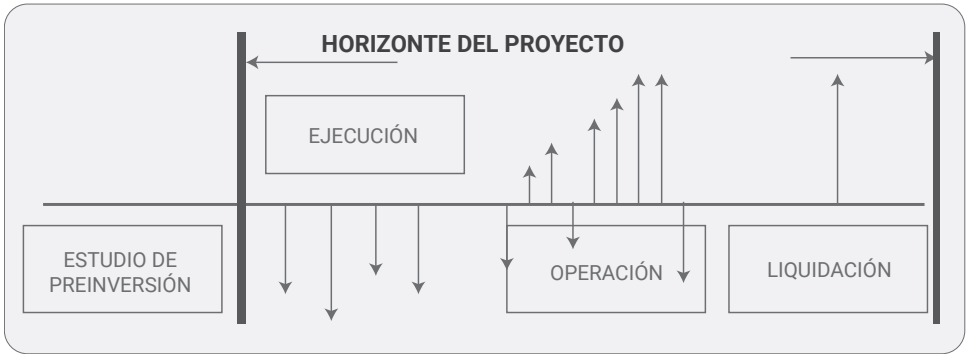 HORIZONTE DEL PROYECTO
EJECUCIÓN
ESTUDIO DE
PREINVERSIÓN
OPERACIÓN
LIQUIDACIÓN